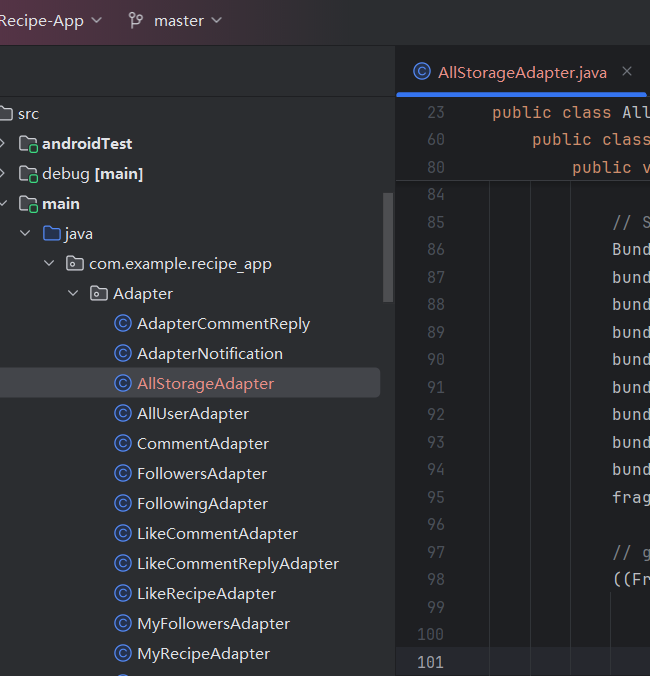 Recipe-App master
AllStorageAdapter.java
src
androidTest
debug [main]
main
java
com.example.recipe_app
Adapter
AdapterCommentReply
AdapterNotification
AllStorageAdapter
AllUserAdapter
CommentAdapter
FollowersAdapter
FollowingAdapter
LikeCommentAdapter
LikeCommentReplyAdapter
LikeRecipeAdapter
MyFollowersAdapter
MyRecipeAdapter
23 public class All
60 public class
80 public v
84
85 // S
86 Bund
87 bund
88 bund
89 bund
90 bund
91 bund
92 bund
93 bund
94 bund
95 frag
96
97 // g
98 ((Fr
99
100
101